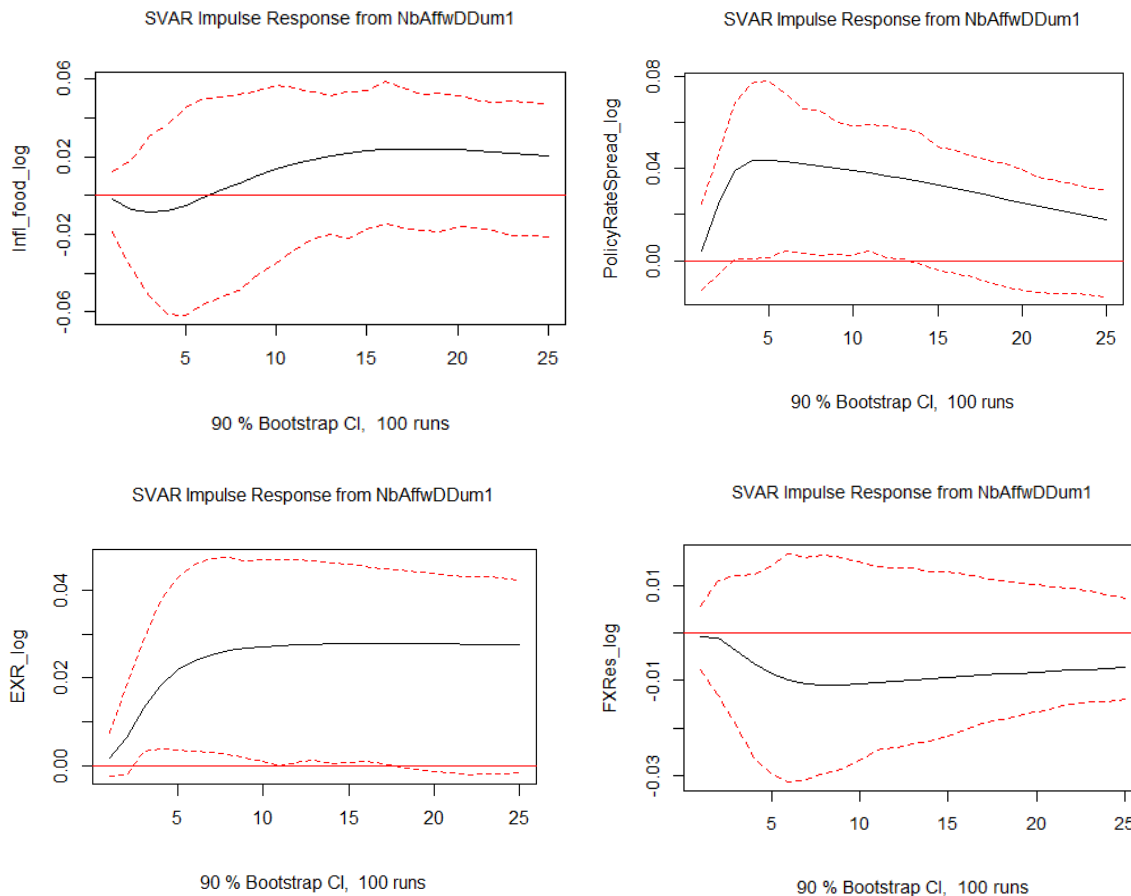 SVAR Impulse Response from NbAffwDDum1
Infl_food_log
0.06
0.02
-0.02
-0.06
5 10 15 20 25
90 % Bootstrap CI, 100 runs
SVAR Impulse Response from NbAffwDDum1
PolicyRateSpread_log
0.08
0.04
0.00
5 10 15 20 25
90 % Bootstrap CI, 100 runs
SVAR Impulse Response from NbAffwDDum1
EXR_log
0.04
0.02
0.00
5 10 15 20 25
90 % Bootstrap CI, 100 runs
SVAR Impulse Response from NbAffwDDum1
FXRes_log
0.01
-0.01
-0.03
5 10 15 20 25
90 % Bootstrap CI, 100 runs